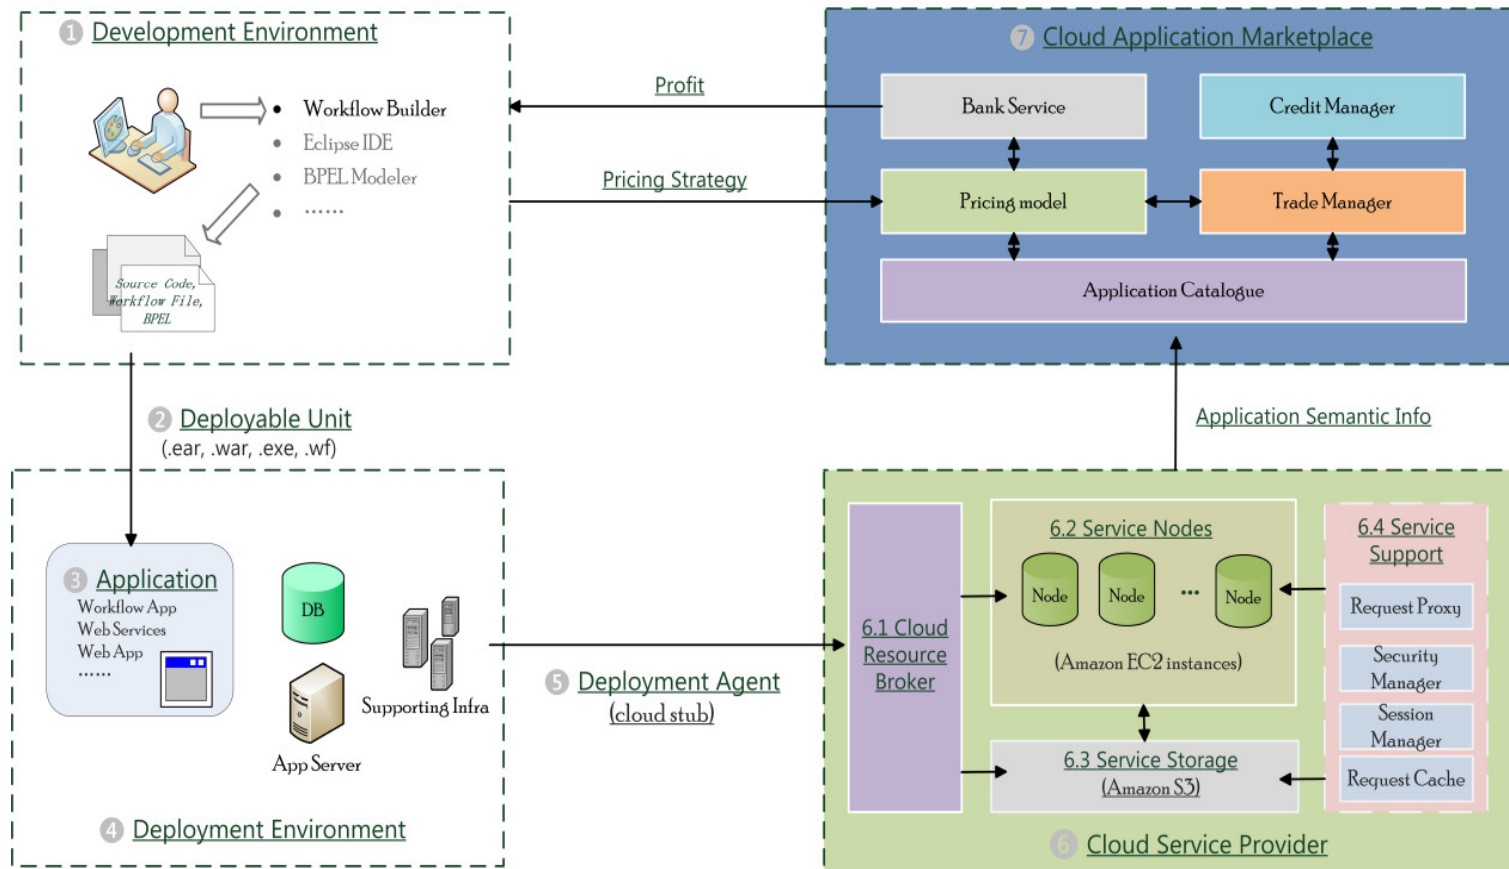 1 Development Environment
Workflow Builder
Eclipse IDE
BPEL Modeler
......
Source Code,
Workflow File,
BPEL
Profit
Pricing Strategy
7 Cloud Application Marketplace
Bank Service
Credit Manager
Pricing model
Trade Manager
Application Catalogue
2 Deployable Unit
(.ear, .war, .exe, .wf)
Application Semantic Info
3 Application
Workflow App
Web Services
Web App
......
DB
App Server
Supporting Infra
4 Deployment Environment
5 Deployment Agent
(cloud stub)
6.1 Cloud
Resource
Broker
6.2 Service Nodes
Node
Node
...
Node
(Amazon EC2 instances)
6.3 Service Storage
(Amazon S3)
6.4 Service
Support
Request Proxy
Security
Manager
Session
Manager
Request Cache
6 Cloud Service Provider